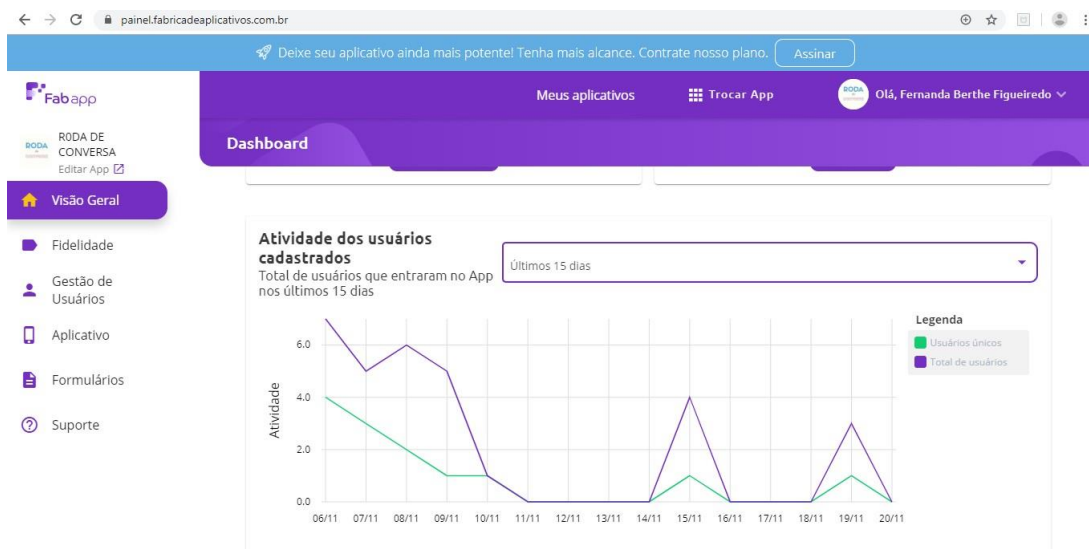 painel.fabricadeaplicativos.com.br
Deixe seu aplicativo ainda mais potente! Tenha mais alcance. Contrate nosso plano.
Assinar
Fabapp
Meus aplicativos
Trocar App
RODA
Olá, Fernanda Berthe Figueiredo
RODA
R0DA DE
CONVERSA
Editar App
Dashboard
Visão Geral
Fidelidade
Gestão de
Usuários
Aplicativo
Formulários
Suporte
Atividade dos usuários
cadastrados
Total de usuários que entraram no App
nos últimos 15 dias
Últimos 15 dias
Legenda
Usuários únicos
Total de usuários
Atividade
6.0
4.0
2.0
0.0
06/11 07/11 08/11 09/11 10/11 11/11 12/11 13/11 14/11 15/11 16/11 17/11 18/11 19/11 20/11